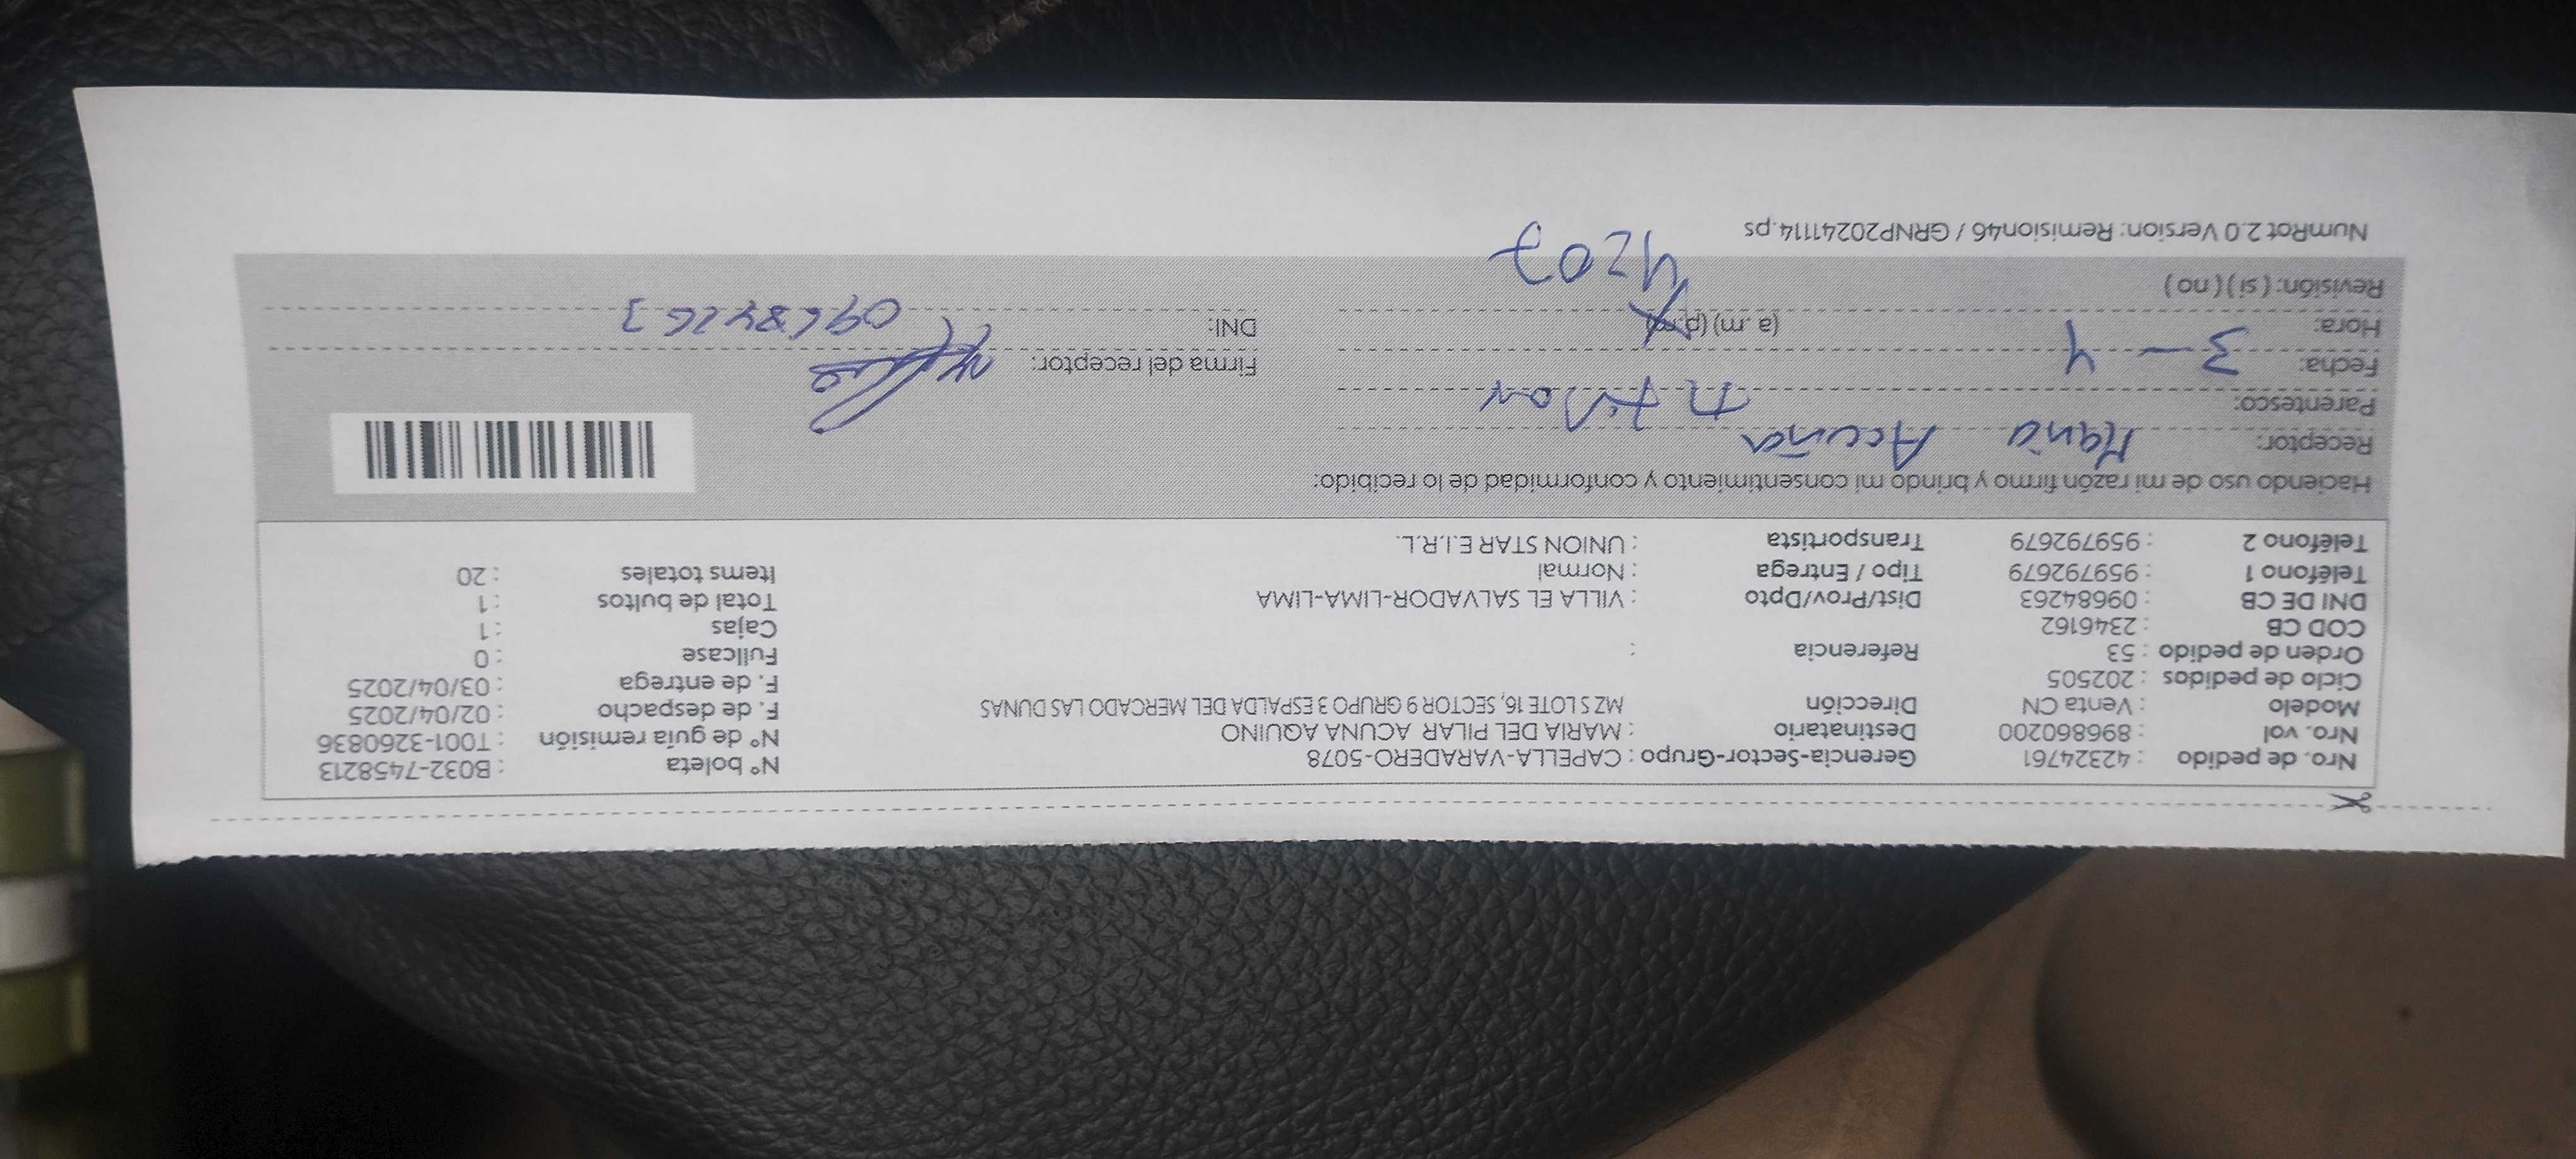 Nro. de pedido : 42324761 Gerencia-Sector-Grupo : CAPELLA-VARADERO-5078 N° boleta : B032-7458213
Nro. vol : 896860200 Destinatario : MARIA DEL PILAR ACUNA AQUINO N° de guía remisión : T001-3260836
Modelo : Venta CN Dirección MZ S LOTE 16, SECTOR 9 GRUPO 3 ESPALDA DEL MERCADO LAS DUNAS F. de despacho : 02/04/2025
Ciclo de pedidos : 202505 F. de entrega : 03/04/2025
Orden de pedido : 53 Referencia : Fullcase : 0
COD CB : 2346162 Cajas : 1
DNI DE CB : 09684263 Dist/Prov/Dpto : VILLA EL SALVADOR-LIMA-LIMA Total de bultos : 1
Teléfono 1 : 959792679 Tipo / Entrega : Normal Items totales : 20
Teléfono 2 : 959792679 Transportista : UNION STAR E.I.R.L.
Haciendo uso de mi razón firmo y brindo mi consentimiento y conformidad de lo recibido:
Receptor: Maria Acuña
Parentesco:
Fecha: 3 - 4 Firma del receptor:
Hora: (a .m) (p.m) DNI: 09684263
Revisión: ( si ) ( no )
4207
NumRot 2.0 Version: Remision46 / GRNP20241114.ps